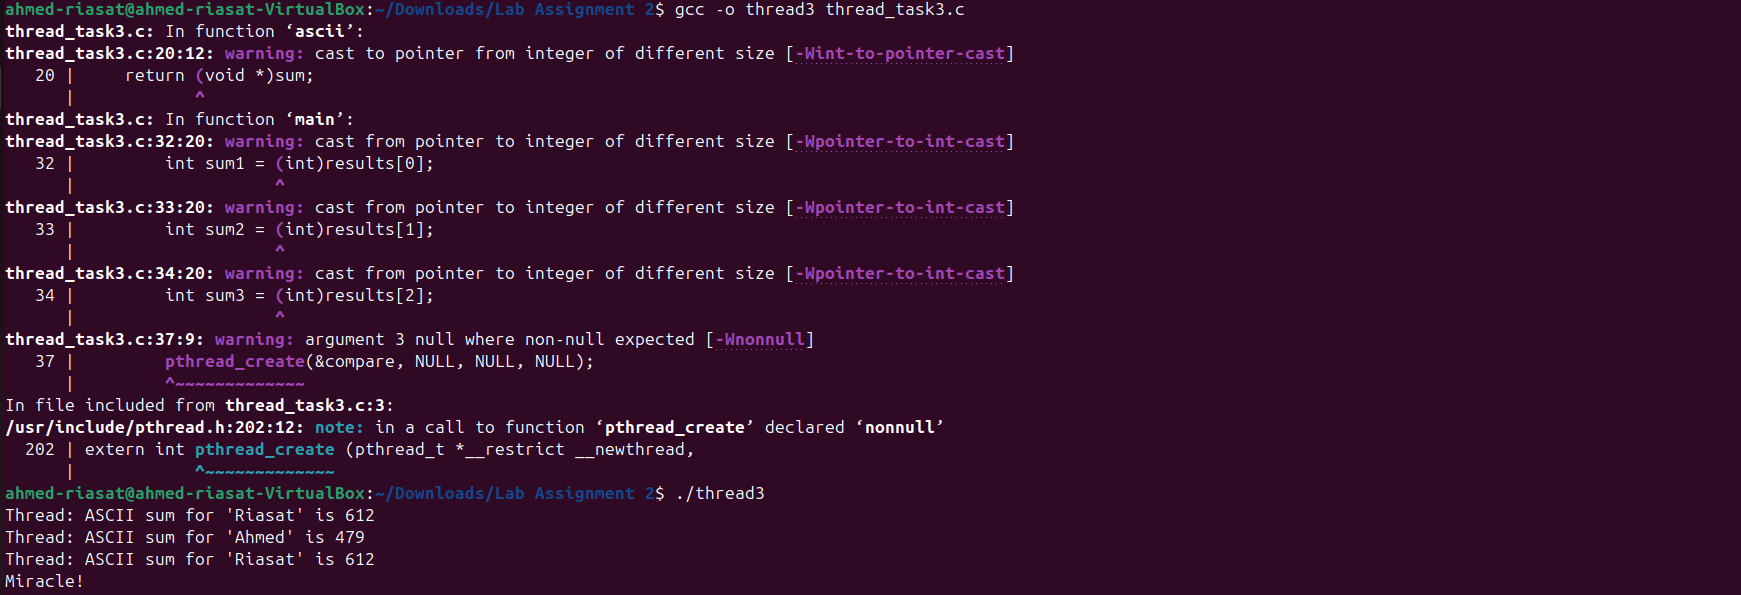 ahmed-riasat@ahmed-riasat-VirtualBox:~/Downloads/Lab Assignment 2$ gcc -o thread3 thread_task3.c
thread_task3.c: In function ‘ascii’:
thread_task3.c:20:12: warning: cast to pointer from integer of different size [-Wint-to-pointer-cast]
   20 |     return (void *)sum;
      |            ^
thread_task3.c: In function ‘main’:
thread_task3.c:32:20: warning: cast from pointer to integer of different size [-Wpointer-to-int-cast]
   32 |         int sum1 = (int)results[0];
      |                    ^
thread_task3.c:33:20: warning: cast from pointer to integer of different size [-Wpointer-to-int-cast]
   33 |         int sum2 = (int)results[1];
      |                    ^
thread_task3.c:34:20: warning: cast from pointer to integer of different size [-Wpointer-to-int-cast]
   34 |         int sum3 = (int)results[2];
      |                    ^
thread_task3.c:37:9: warning: argument 3 null where non-null expected [-Wnonnull]
   37 |         pthread_create(&compare, NULL, NULL, NULL);
      |         ^~~~~~~~~~~~~~
In file included from thread_task3.c:3:
/usr/include/pthread.h:202:12: note: in a call to function ‘pthread_create’ declared ‘nonnull’
  202 | extern int pthread_create (pthread_t *__restrict __newthread,
      |            ^~~~~~~~~~~~~~
ahmed-riasat@ahmed-riasat-VirtualBox:~/Downloads/Lab Assignment 2$ ./thread3
Thread: ASCII sum for 'Riasat' is 612
Thread: ASCII sum for 'Ahmed' is 479
Thread: ASCII sum for 'Riasat' is 612
Miracle!